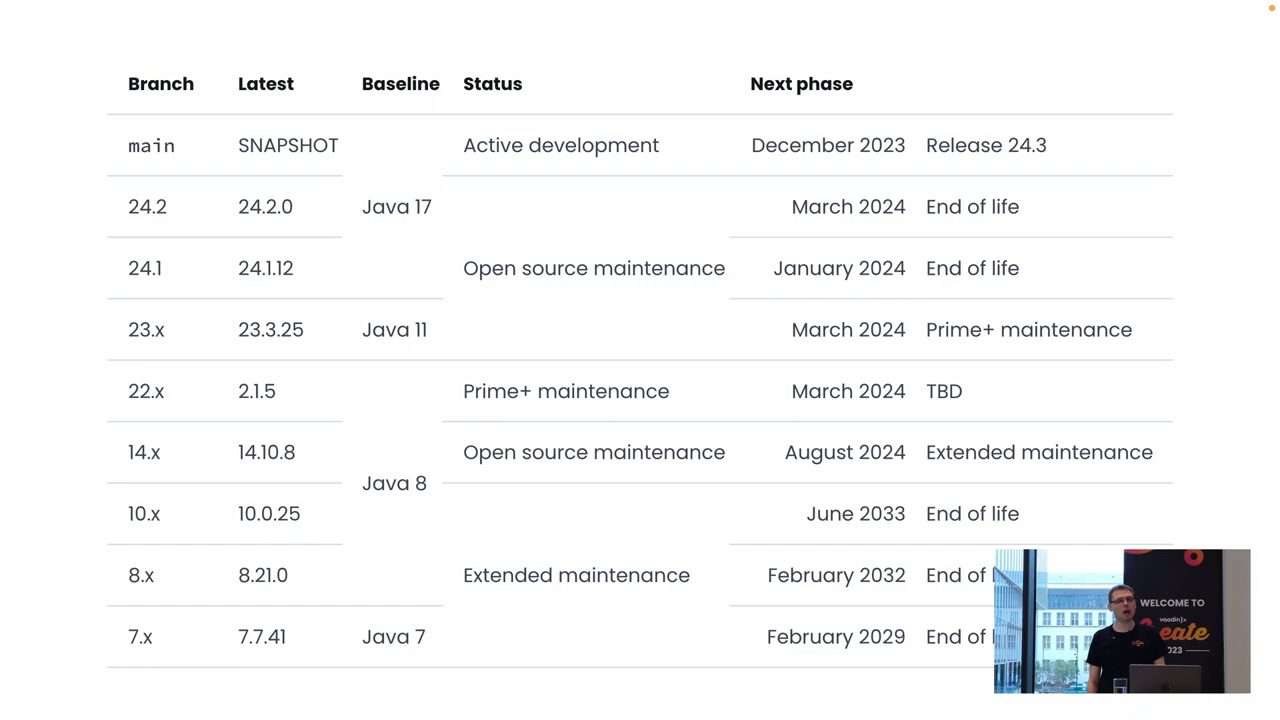 Branch Latest Baseline Status Next phase
main SNAPSHOT Active development December 2023 Release 24.3
24.2 24.2.0 Java 17 March 2024 End of life
24.1 24.1.12 Open source maintenance January 2024 End of life
23.x 23.3.25 Java 11 March 2024 Prime+ maintenance
22.x 2.1.5 Prime+ maintenance March 2024 TBD
14.x 14.10.8 Open source maintenance August 2024 Extended maintenance
Java 8
10.x 10.0.25 June 2033 End of life
8.x 8.21.0 Extended maintenance February 2032 End of
7.x 7.7.41 Java 7 February 2029 End of
WELCOME TO
vaadin}>
eate
023